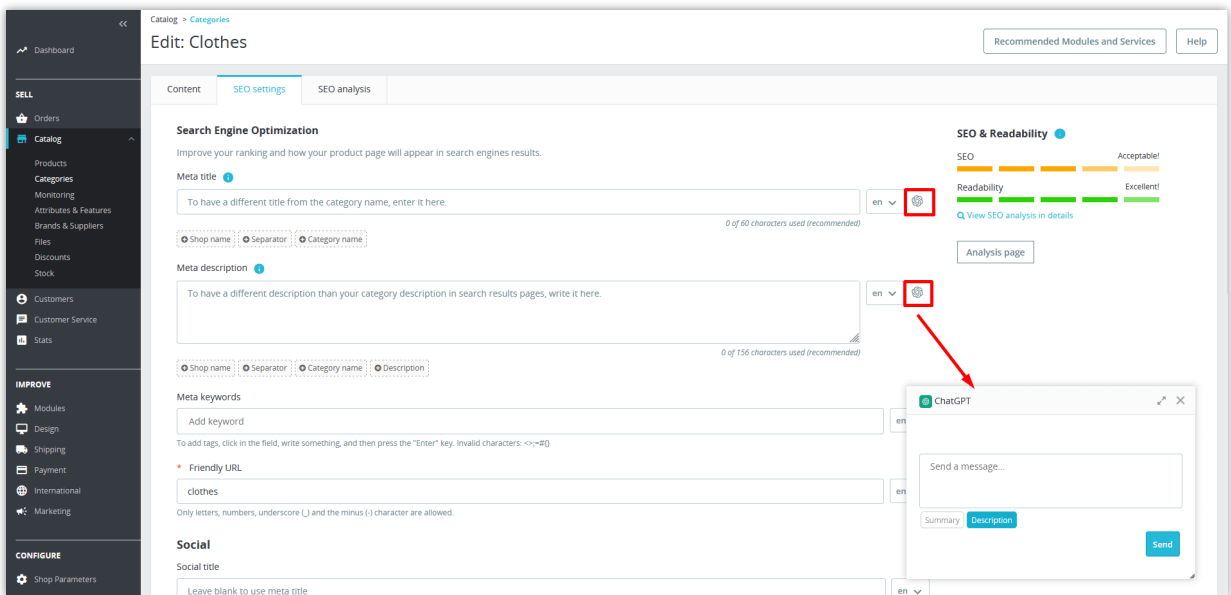 Catalog > Categories
Edit: Clothes
Recommended Modules and Services
Help
Dashboard
SELL
Orders
Catalog
Products
Categories
Monitoring
Attributes & Features
Brands & Suppliers
Files
Discounts
Stock
Customers
Customer Service
Stats
IMPROVE
Modules
Design
Shipping
Payment
International
Marketing
CONFIGURE
Shop Parameters
Content
SEO settings
SEO analysis
Search Engine Optimization
Improve your ranking and how your product page will appear in search engines results.
Meta title
To have a different title from the category name, enter it here.
en
0 of 60 characters used (recommended)
Shop name
Separator
Category name
Meta description
To have a different description than your category description in search results pages, write it here.
en
0 of 156 characters used (recommended)
Shop name
Separator
Category name
Description
Meta keywords
Add keyword
en
To add tags, click in the field, write something, and then press the "Enter" key. Invalid characters: <>;=#{}
* Friendly URL
clothes
en
Only letters, numbers, underscore (_) and the minus (-) character are allowed.
Social
Social title
Leave blank to use meta title
en
SEO & Readability
SEO
Acceptable!
Readability
Excellent!
View SEO analysis in details
Analysis page
ChatGPT
Send a message...
Summary
Description
Send